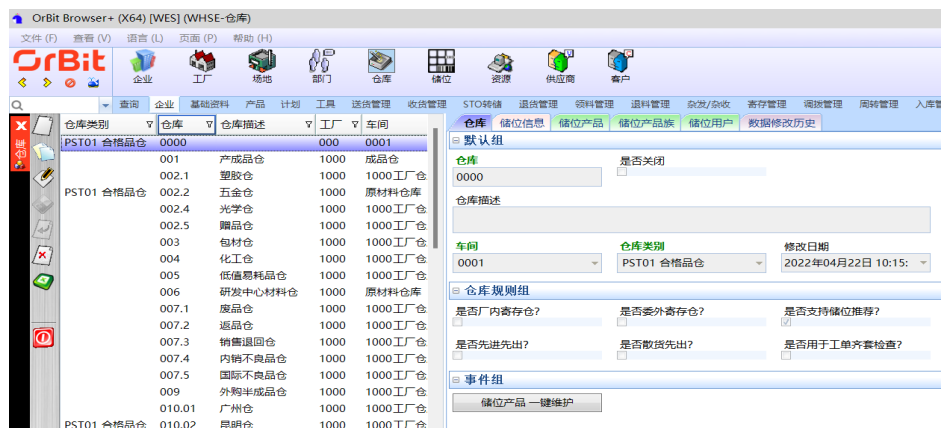 OrBit Browser+ (X64) [WES] (WHSE-仓库)
文件 (F) 查看 (V) 语言 (L) 页面 (P) 帮助 (H)
OrBit 企业 工厂 场地 部门 仓库 储位 资源 供应商 客户
查询 企业 基础资料 产品 计划 工具 送货管理 收货管理 STO转储 退货管理 领料管理 退料管理 杂发/杂收 寄存管理 调拨管理 周转管理 入库管
X 仓库
仓库类别 仓库 仓库描述 工厂 车间
PST01 合格品仓 0000 000 0001
001 产成品仓 1000 成品仓
002.1 塑胶仓 1000 1000工厂仓
PST01 合格品仓 002.2 五金仓 1000 原材料仓库
002.4 光学仓 1000 1000工厂仓
002.5 赠品仓 1000 1000工厂仓
003 包材仓 1000 1000工厂仓
004 化工仓 1000 1000工厂仓
005 低值易耗品仓 1000 1000工厂仓
006 研发中心材料仓 1000 原材料仓库
007.1 废品仓 1000 1000工厂仓
007.2 返品仓 1000 1000工厂仓
007.3 销售退回仓 1000 1000工厂仓
007.4 内销不良品仓 1000 1000工厂仓
007.5 国际不良品仓 1000 1000工厂仓
009 外购半成品仓 1000 1000工厂仓
010.01 广州仓 1000 1000工厂仓
PST01 合格品仓 010.02 昆明仓 1000 1000工厂仓
仓库 储位信息 储位产品 储位产品族 储位用户 数据修改历史
默认组
仓库 是否关闭
0000
仓库描述
车间 仓库类别 修改日期
0001 PST01 合格品仓 2022年04月22日 10:15:
仓库规则组
是否厂内寄存仓? 是否委外寄存仓? 是否支持储位推荐?
是否先进先出? 是否散货先出? 是否用于工单齐套检查?
事件组
储位产品 一键维护